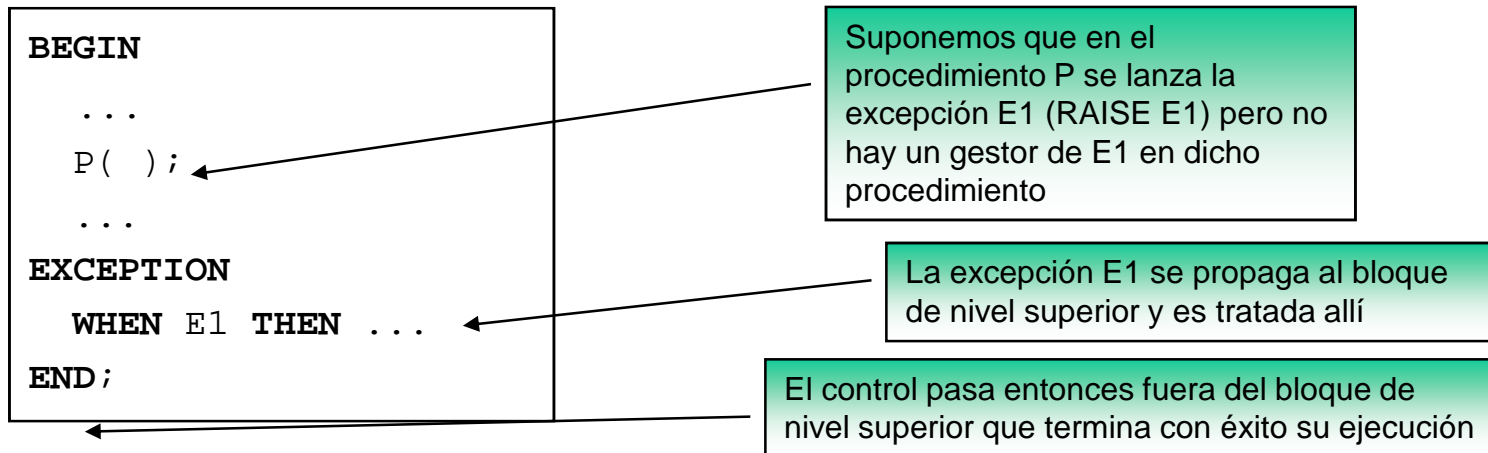 BEGIN
...
P( );
...
EXCEPTION
WHEN E1 THEN ...
END;
Suponemos que en el
procedimiento P se lanza la
excepción E1 (RAISE E1) pero no
hay un gestor de E1 en dicho
procedimiento
La excepción E1 se propaga al bloque
de nivel superior y es tratada allí
El control pasa entonces fuera del bloque de
nivel superior que termina con éxito su ejecución